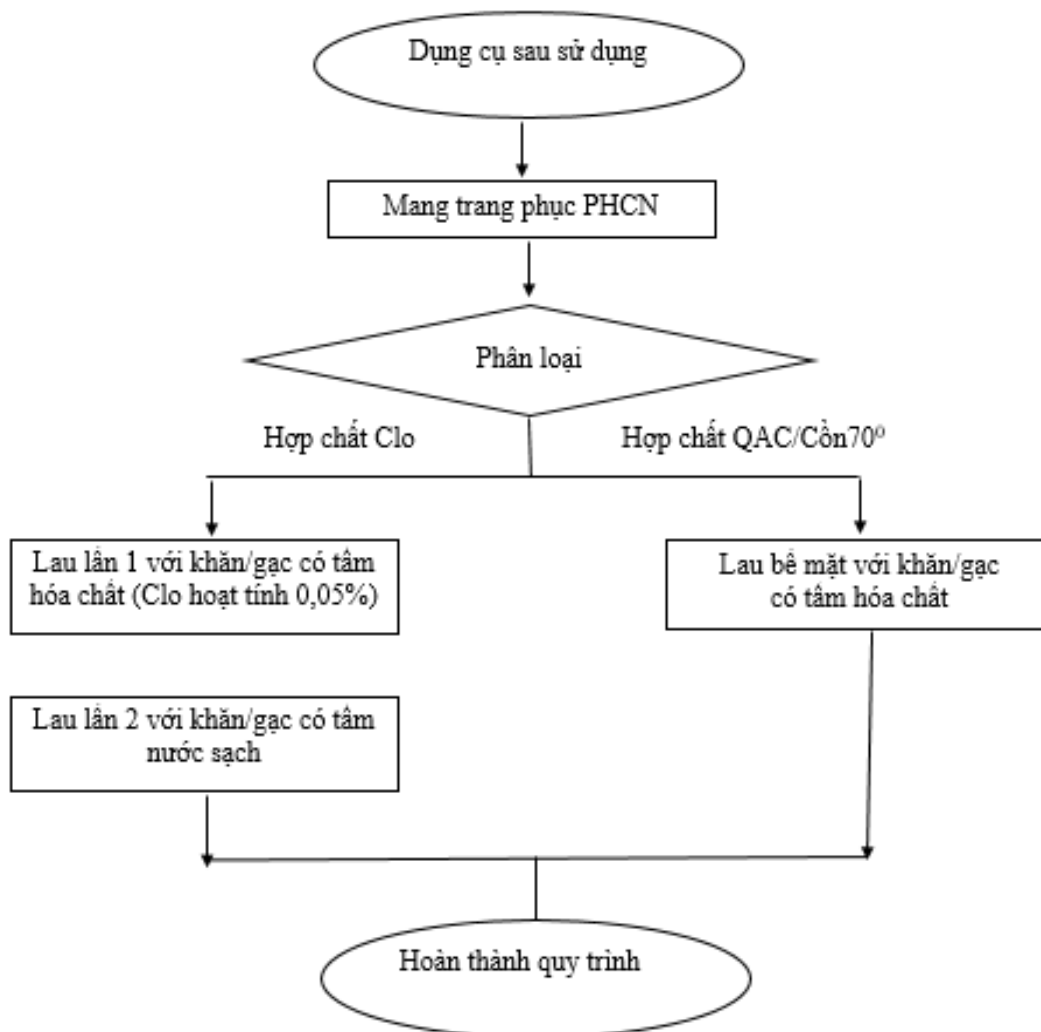 Dụng cụ sau sử dụng
Mang trang phục PHCN
Phân loại
Hợp chất Clo
Hợp chất QAC/Cồn70⁰
Lau lần 1 với khăn/gạc có tẩm
hóa chất (Clo hoạt tính 0,05%)
Lau bề mặt với khăn/gạc
có tẩm hóa chất
Lau lần 2 với khăn/gạc có tẩm
nước sạch
Hoàn thành quy trình